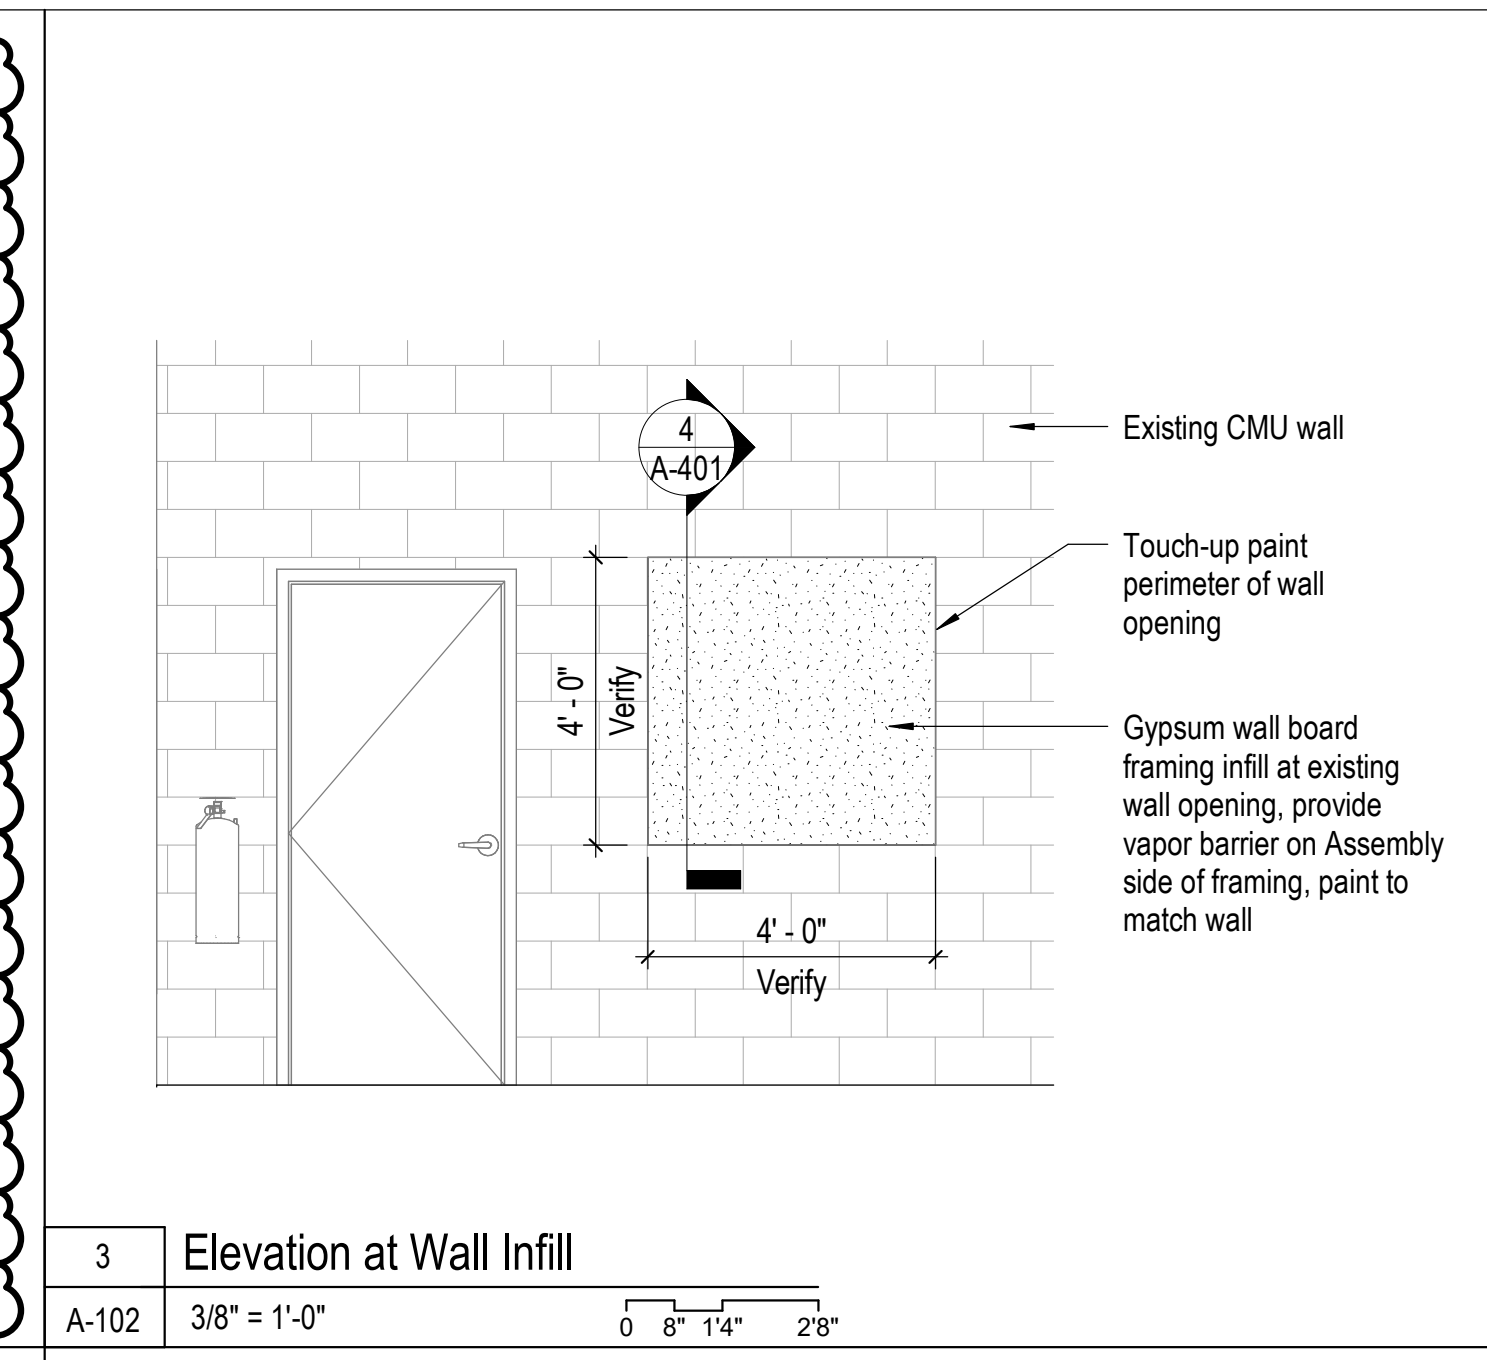 4
A-401
Existing CMU wall
Touch-up paint
perimeter of wall
opening
4' - 0"
Verify
Gypsum wall board
framing infill at existing
wall opening, provide
vapor barrier on Assembly
side of framing, paint to
match wall
4' - 0"
Verify
3
Elevation at Wall Infill
A-102
3/8" = 1'-0"
0 8" 1'4" 2'8"